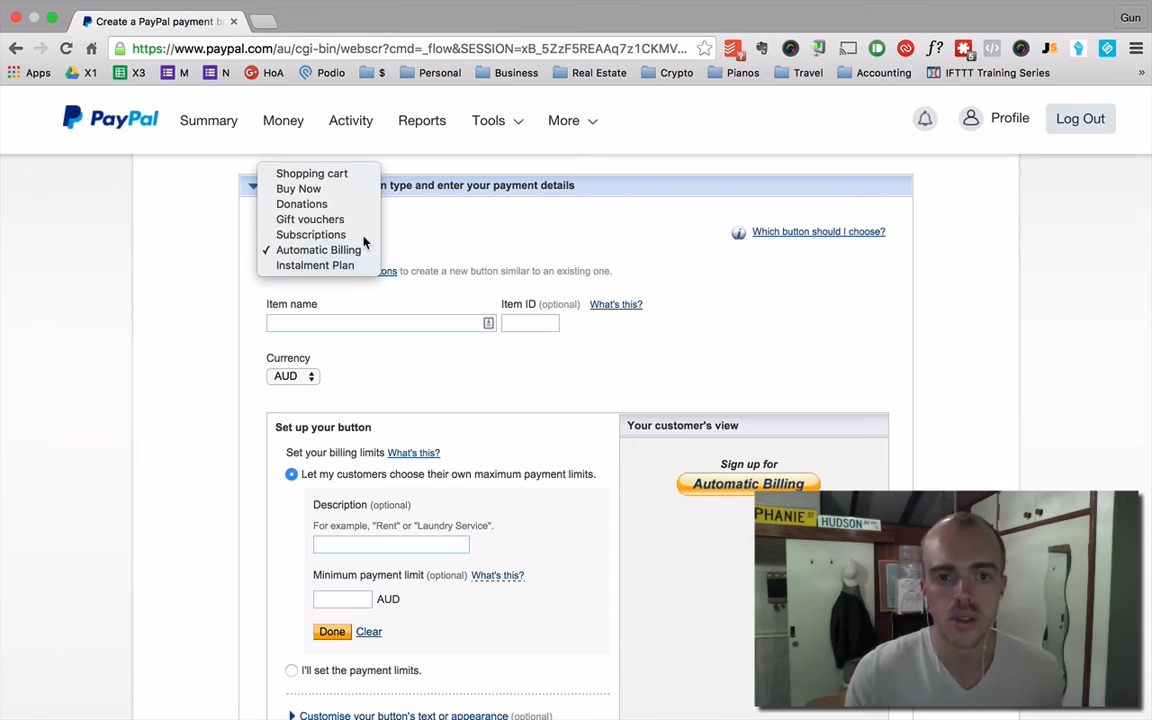 Create a PayPal payment b
Gun
https://www.paypal.com/au/cgi-bin/webscr?cmd=_flow&SESSION=xB_5ZzF5REAAq7z1CKMV...
Apps X1 X3 M N HoA Podio $ Personal Business Real Estate Crypto Pianos Travel Accounting IFTTT Training Series »
PayPal Summary Money Activity Reports Tools More Profile Log Out
Shopping cart
Buy Now
Donations
Gift vouchers
Subscriptions
✓ Automatic Billing
Instalment Plan
n type and enter your payment details
Which button should I choose?
ons to create a new button similar to an existing one.
Item name Item ID (optional) What's this?
Currency
AUD
Set up your button
Your customer's view
Set your billing limits What's this?
Let my customers choose their own maximum payment limits.
Sign up for
Automatic Billing
Description (optional)
For example, "Rent" or "Laundry Service".
Minimum payment limit (optional) What's this?
AUD
Done Clear
I'll set the payment limits.
Customise your button's text or appearance (optional)
PHANIE ST
HUDSON